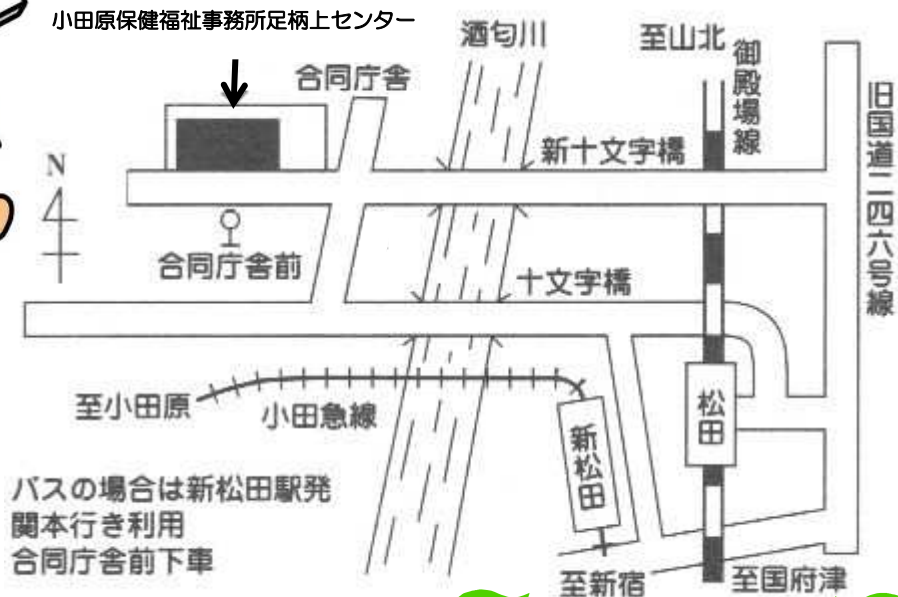 小田原保健福祉事務所足柄上センター
酒匂川
至山北
合同庁舎
御殿場線
旧国道二四六号線
新十文字橋
N
合同庁舎前
十文字橋
至小田原
小田急線
松田
新松田
バスの場合は新松田駅発
関本行き利用
合同庁舎前下車
至新宿
至国府津